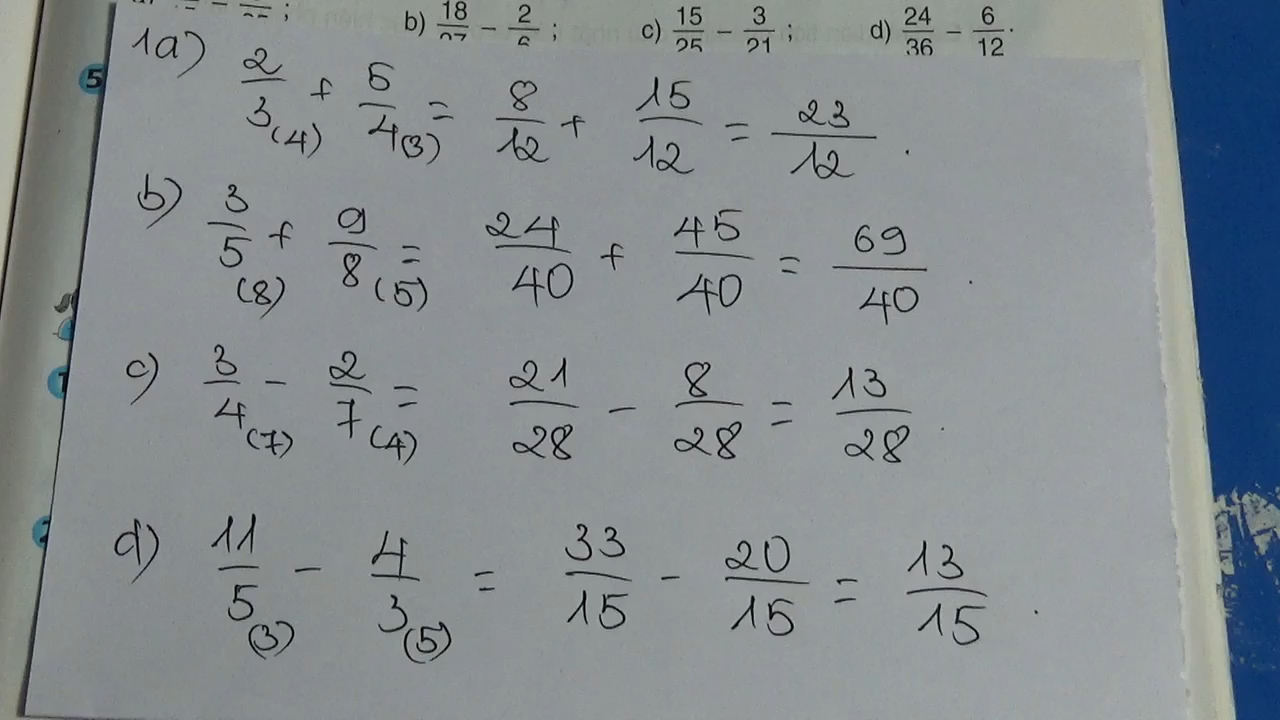 b) 18/27 − 2/6 ; c) 15/25 − 3/21 ; d) 24/36 − 6/12.
5
1a) 2/3(4) + 5/4(3) = 8/12 + 15/12 = 23/12 .
b) 3/5(8) + 9/8(5) = 24/40 + 45/40 = 69/40 .
c) 3/4(7) − 2/7(4) = 21/28 − 8/28 = 13/28 .
d) 11/5(3) − 4/3(5) = 33/15 − 20/15 = 13/15 .